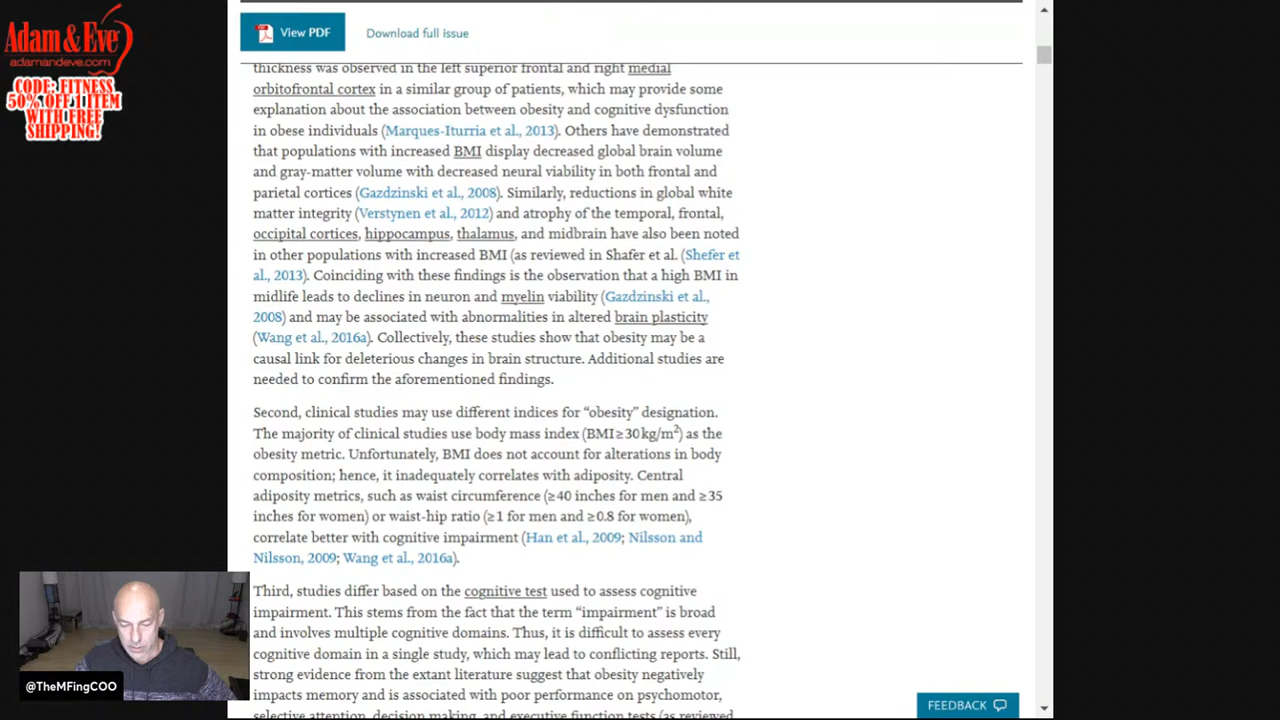 Adam & Eve
adamandeve.com
CODE: FITNESS
50% OFF 1 ITEM
WITH FREE
SHIPPING!
View PDF
Download full issue
thickness was observed in the left superior frontal and right medial
orbitofrontal cortex in a similar group of patients, which may provide some
explanation about the association between obesity and cognitive dysfunction
in obese individuals (Marques-Iturria et al., 2013). Others have demonstrated
that populations with increased BMI display decreased global brain volume
and gray-matter volume with decreased neural viability in both frontal and
parietal cortices (Gazdzinski et al., 2008). Similarly, reductions in global white
matter integrity (Verstynen et al., 2012) and atrophy of the temporal, frontal,
occipital cortices, hippocampus, thalamus, and midbrain have also been noted
in other populations with increased BMI (as reviewed in Shafer et al. (Shefer et
al., 2013). Coinciding with these findings is the observation that a high BMI in
midlife leads to declines in neuron and myelin viability (Gazdzinski et al.,
2008) and may be associated with abnormalities in altered brain plasticity
(Wang et al., 2016a). Collectively, these studies show that obesity may be a
causal link for deleterious changes in brain structure. Additional studies are
needed to confirm the aforementioned findings.
Second, clinical studies may use different indices for “obesity” designation.
The majority of clinical studies use body mass index (BMI ≥ 30 kg/m²) as the
obesity metric. Unfortunately, BMI does not account for alterations in body
composition; hence, it inadequately correlates with adiposity. Central
adiposity metrics, such as waist circumference (≥40 inches for men and ≥35
inches for women) or waist-hip ratio (≥1 for men and ≥0.8 for women),
correlate better with cognitive impairment (Han et al., 2009; Nilsson and
Nilsson, 2009; Wang et al., 2016a).
Third, studies differ based on the cognitive test used to assess cognitive
impairment. This stems from the fact that the term “impairment” is broad
and involves multiple cognitive domains. Thus, it is difficult to assess every
cognitive domain in a single study, which may lead to conflicting reports. Still,
strong evidence from the extant literature suggest that obesity negatively
impacts memory and is associated with poor performance on psychomotor,
selective attention, decision making, and executive function tests (as reviewed
@TheMFingCOO
FEEDBACK